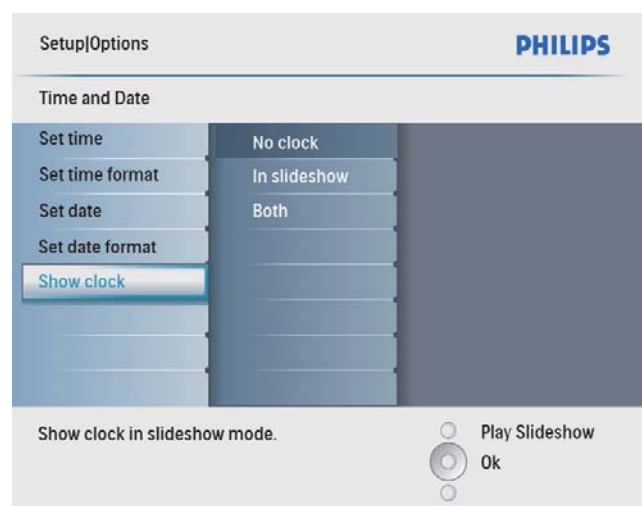 Setup|Options
PHILIPS
Time and Date
Set time
Set time format
Set date
Set date format
Show clock
No clock
In slideshow
Both
Show clock in slideshow mode.
Play Slideshow
Ok